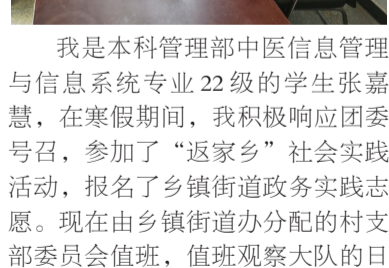 我是本科管理部中医信息管理
与信息系统专业 22 级的学生张嘉
慧，在寒假期间，我积极响应团委
号召，参加了“返家乡”社会实践
活动，报名了乡镇街道政务实践志
愿。现在由乡镇街道办分配的村支
部委员会值班，值班观察大队的日